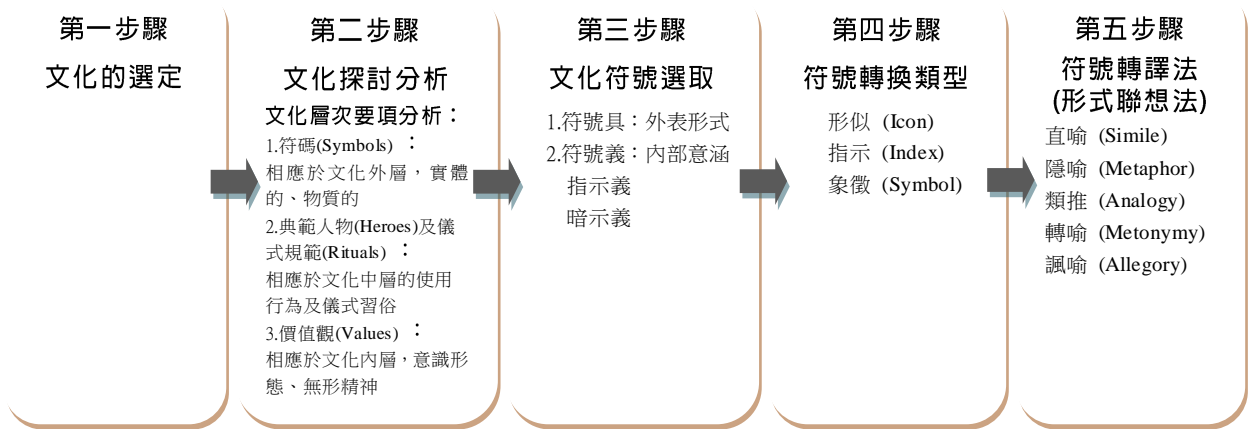 第一步驟
文化的選定
第二步驟
文化探討分析
文化層次要項分析：
1.符碼(Symbols) ：
相應於文化外層，實體
的、物質的
2.典範人物(Heroes)及儀
式規範(Rituals) ：
相應於文化中層的使用
行為及儀式習俗
3.價值觀(Values) ：
相應於文化內層，意識形
態、無形精神
第三步驟
文化符號選取
1.符號具：外表形式
2.符號義：內部意涵
指示義
暗示義
第四步驟
符號轉換類型
形似 (Icon)
指示 (Index)
象徵 (Symbol)
第五步驟
符號轉譯法
(形式聯想法)
直喻 (Simile)
隱喻 (Metaphor)
類推 (Analogy)
轉喻 (Metonymy)
諷喻 (Allegory)